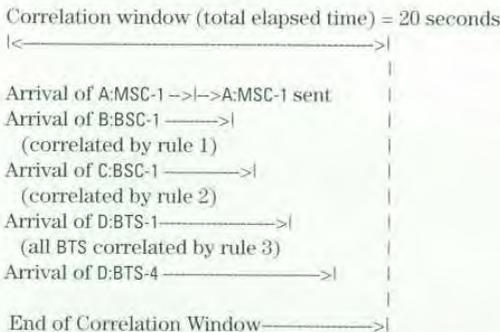 Correlation window (total elapsed time) = 20 seconds
|<------------------------------------------------>|
Arrival of A:MSC-1 -->|-->A:MSC-1 sent
Arrival of B:BSC-1 -------->|
(correlated by rule 1)
Arrival of C:BSC-1 ----------->|
(correlated by rule 2)
Arrival of D:BTS-1---------------->|
(all BTS correlated by rule 3)
Arrival of D:BTS-4 --------------------->|
End of Correlation Window-------------->|